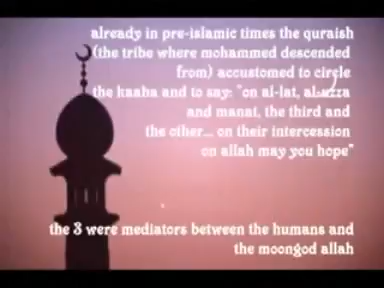 already in pre-islamic times the quraish
(the tribe where mohammed descended
from) accustomed to circle
the kaaba and to say: "on al-lat, al-uzza
and manat, the third and
the other... on their intercession
on allah may you hope"
the 3 were mediators between the humans and
the moongod allah